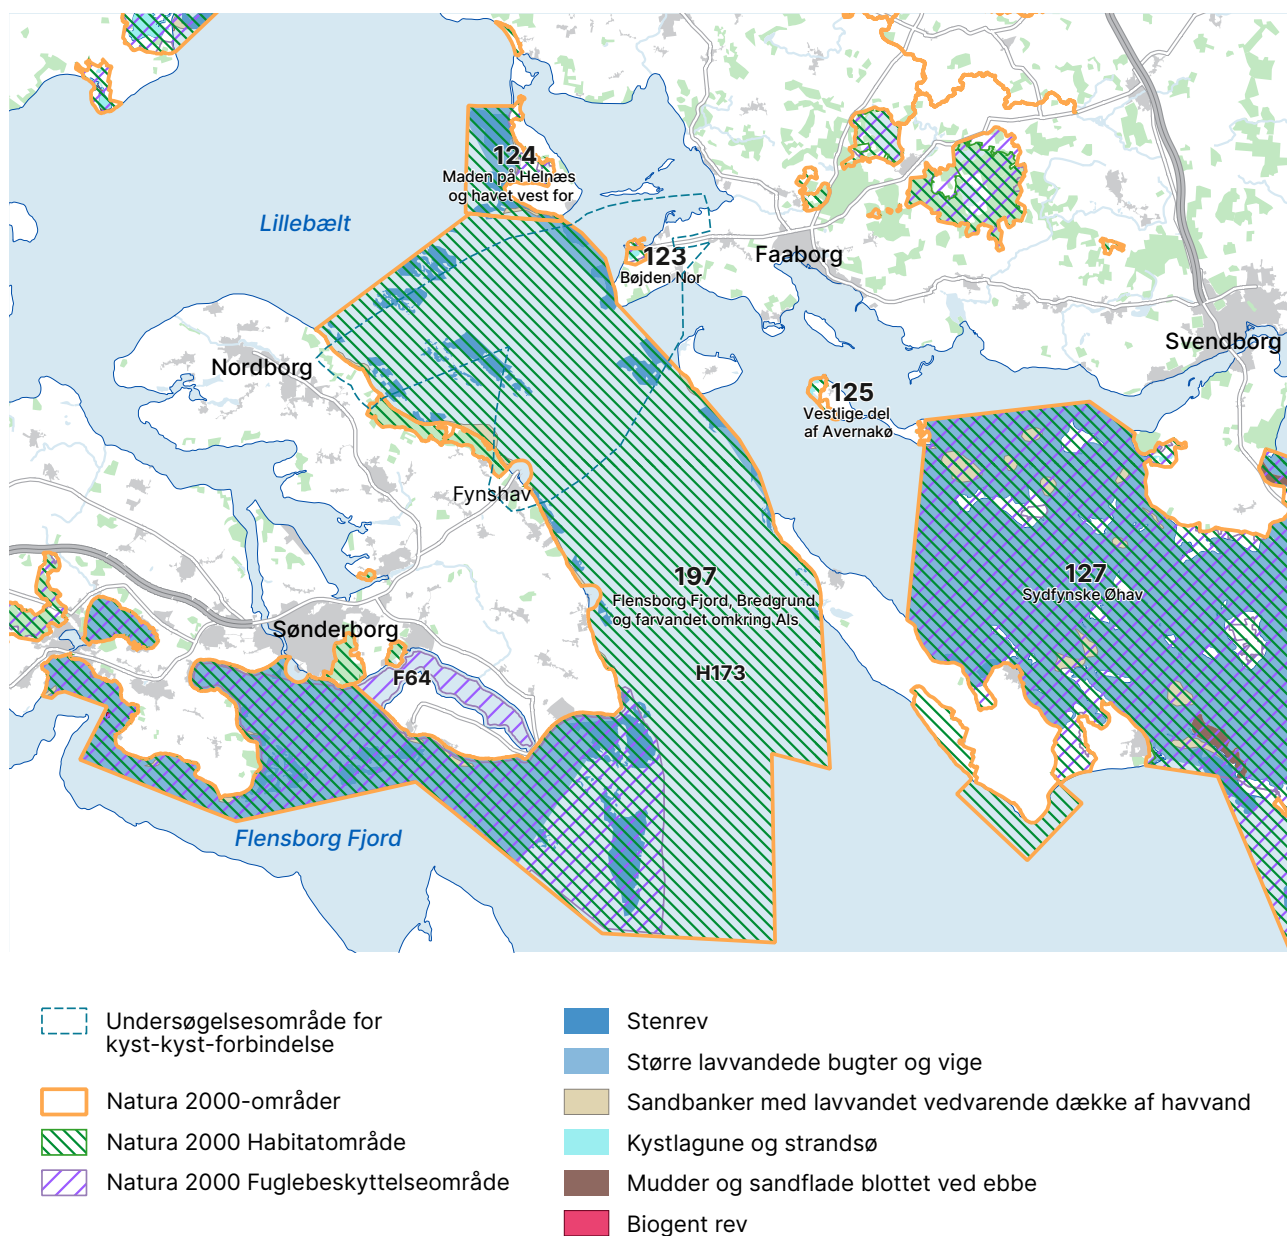 124
Maden på Helnæs
og havet vest for
Lillebælt
123
Bøjden Nor
Faaborg
Svendborg
Nordborg
125
Vestlige del
af Avernakø
Fynshav
197
Flensborg Fjord, Bredgrund
og farvandet omkring Als
127
Sydfynske Øhav
Sønderborg
F64
H173
Flensborg Fjord
Undersøgelsesområde for
kyst-kyst-forbindelse
Natura 2000-områder
Natura 2000 Habitatområde
Natura 2000 Fuglebeskyttelseområde
Stenrev
Større lavvandede bugter og vige
Sandbanker med lavvandet vedvarende dække af havvand
Kystlagune og strandsø
Mudder og sandflade blottet ved ebbe
Biogent rev